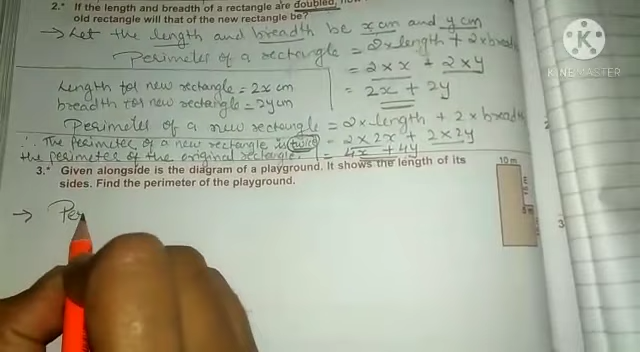 2.* If the length and breadth of a rectangle are doubled,
old rectangle will that of the new rectangle be?
→ Let the length and breadth be x cm and y cm
Perimeter of a rectangle = 2 x length + 2 x breadth
= 2 x x + 2 x y
= 2x + 2y
Length for new rectangle = 2x cm
breadth for new rectangle = 2y cm
Perimeter of a new rectangle = 2 x length + 2 x breadth
= 2 x 2x + 2 x 2y
= 4x + 4y
∴ The perimeter of a new rectangle is twice
the perimeter of the original rectangle.
3.* Given alongside is the diagram of a playground. It shows the length of its
sides. Find the perimeter of the playground.
10 m
3
→ Pe
KINEMASTER